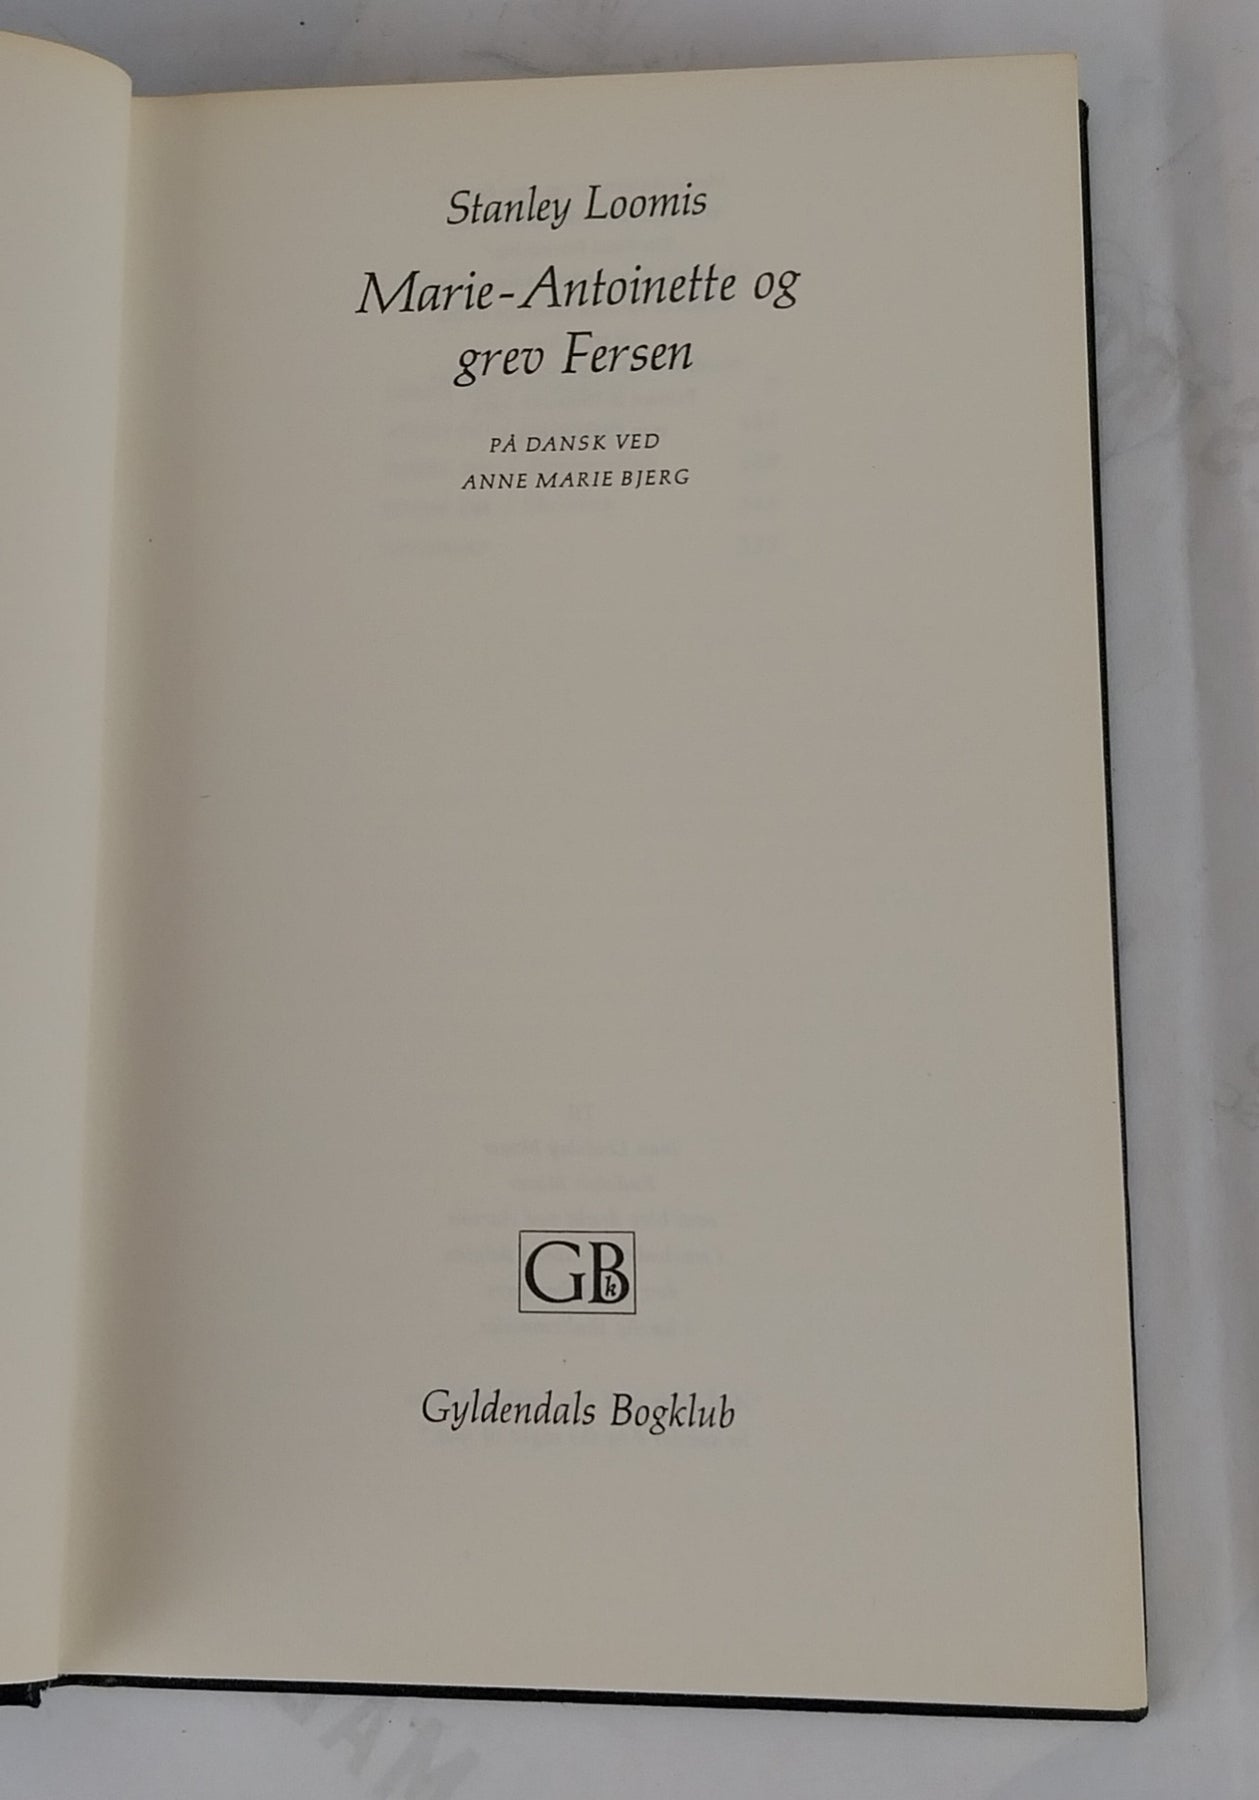 Stanley Loomis
Marie-Antoinette og
grev Fersen
PÅ DANSK VED
ANNE MARIE BJERG
GBk
Gyldendals Bogklub